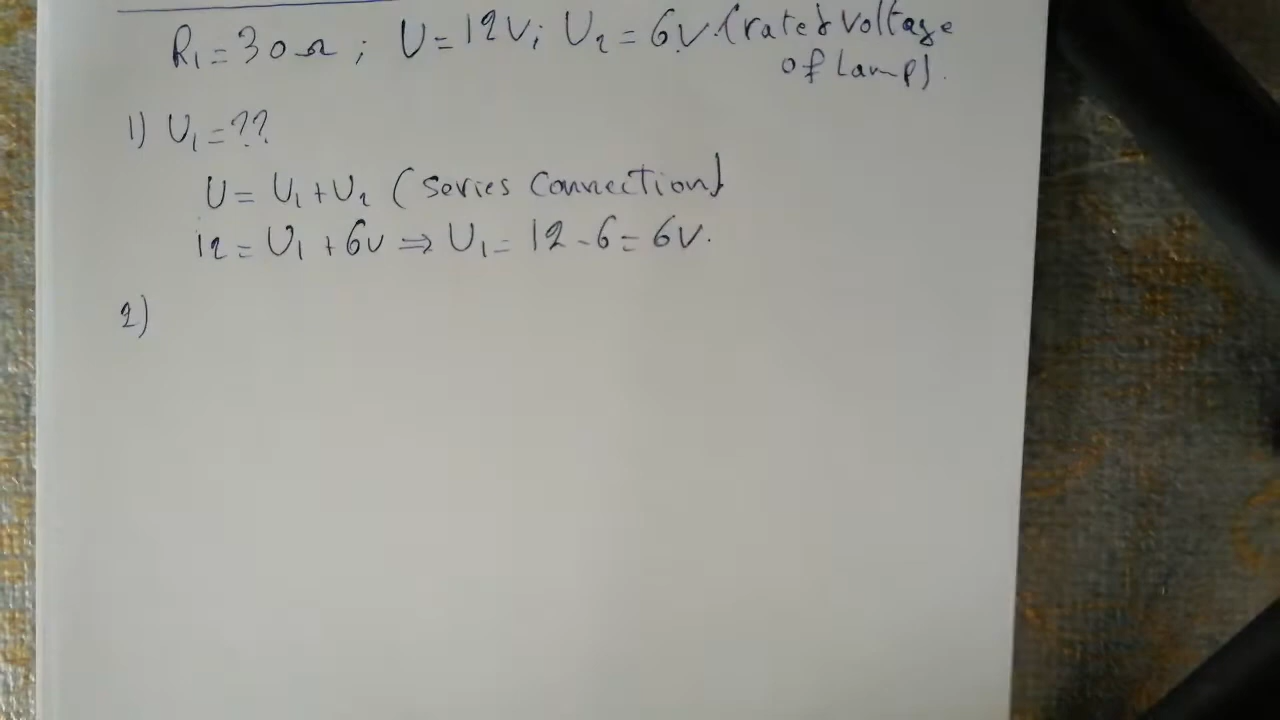 R₁ = 30Ω ; U = 12V; U₂ = 6V. (rated voltage
of lamp).
1) U₁ = ??
U = U₁ + U₂ (series connection)
12 = U₁ + 6V ⇒ U₁ = 12 - 6 = 6V.
2)